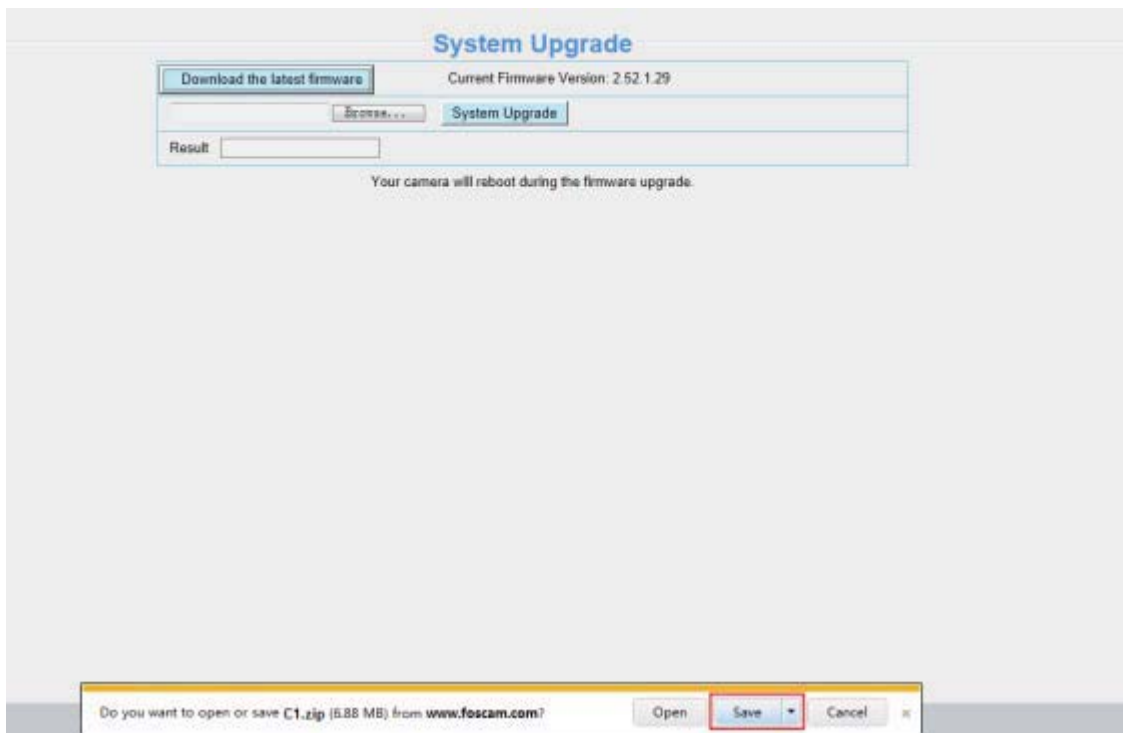 System Upgrade
Download the latest firmware Current Firmware Version: 2.52.1.29
Browse... System Upgrade
Result
Your camera will reboot during the firmware upgrade.
Do you want to open or save C1.zip (6.88 MB) from www.foscam.com? Open Save Cancel ×